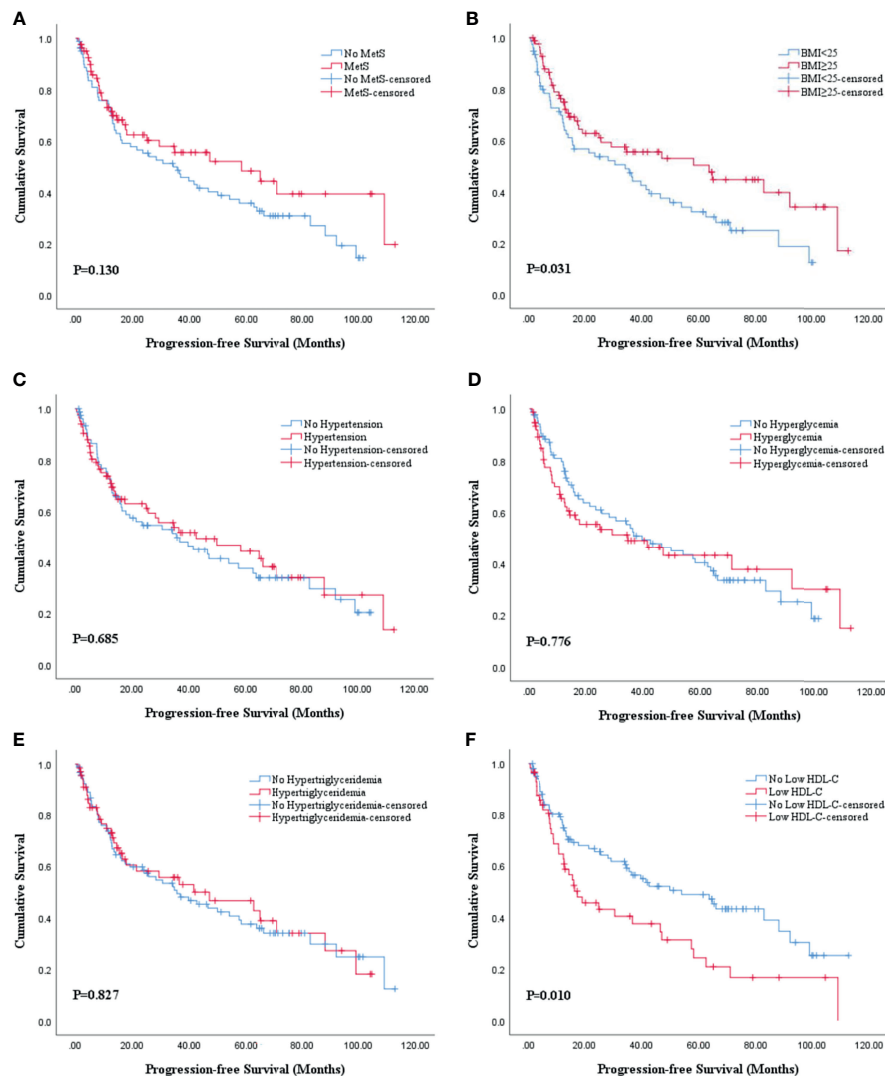 A
Cumulative Survival
1.0
0.8
0.6
0.4
0.2
0.0
No MetS
MetS
No MetS-censored
MetS-censored
P=0.130
.00 20.00 40.00 60.00 80.00 100.00 120.00
Progression-free Survival (Months)
B
Cumulative Survival
1.0
0.8
0.6
0.4
0.2
0.0
BMI<25
BMI≥25
BMI<25-censored
BMI≥25-censored
P=0.031
.00 20.00 40.00 60.00 80.00 100.00 120.00
Progression-free Survival (Months)
C
Cumulative Survival
1.0
0.8
0.6
0.4
0.2
0.0
No Hypertension
Hypertension
No Hypertension-censored
Hypertension-censored
P=0.685
.00 20.00 40.00 60.00 80.00 100.00 120.00
Progression-free Survival (Months)
D
Cumulative Survival
1.0
0.8
0.6
0.4
0.2
0.0
No Hyperglycemia
Hyperglycemia
No Hyperglycemia-censored
Hyperglycemia-censored
P=0.776
.00 20.00 40.00 60.00 80.00 100.00 120.00
Progression-free Survival (Months)
E
Cumulative Survival
1.0
0.8
0.6
0.4
0.2
0.0
No Hypertriglyceridemia
Hypertriglyceridemia
No Hypertriglyceridemia-censored
Hypertriglyceridemia-censored
P=0.827
.00 20.00 40.00 60.00 80.00 100.00 120.00
Progression-free Survival (Months)
F
Cumulative Survival
1.0
0.8
0.6
0.4
0.2
0.0
No Low HDL-C
Low HDL-C
No Low HDL-C-censored
Low HDL-C-censored
P=0.010
.00 20.00 40.00 60.00 80.00 100.00 120.00
Progression-free Survival (Months)